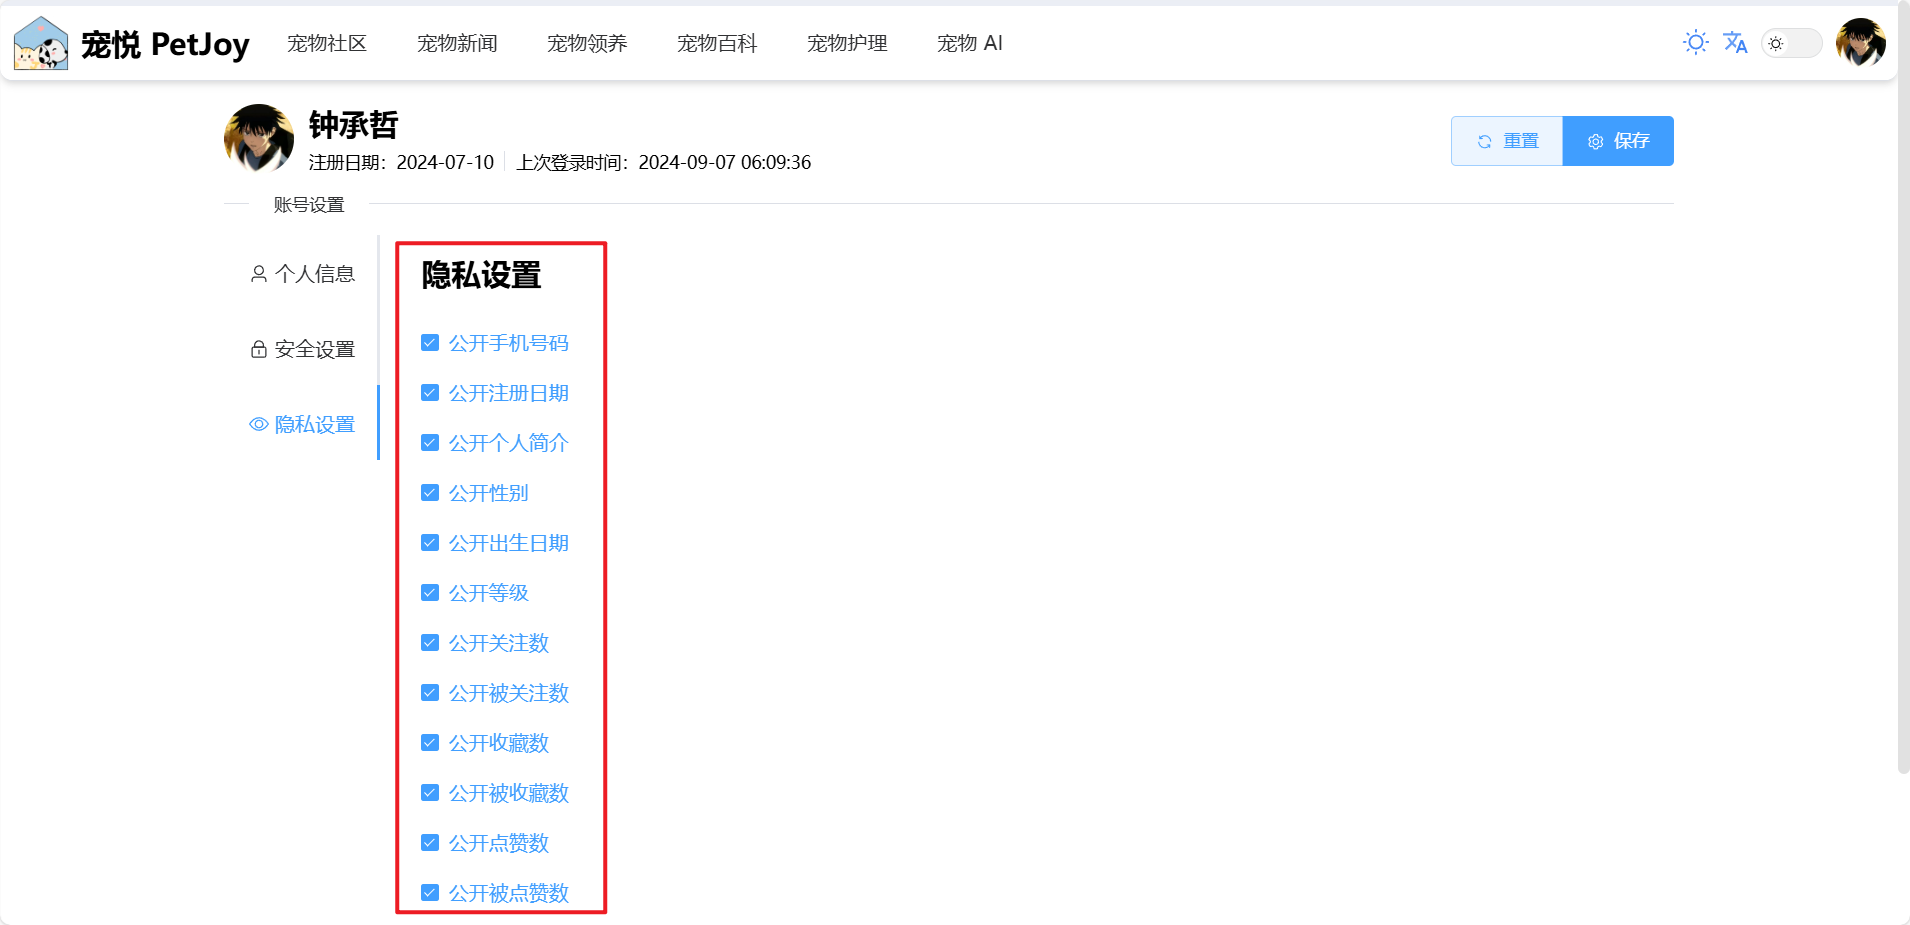 宠悦 PetJoy 宠物社区 宠物新闻 宠物领养 宠物百科 宠物护理 宠物 AI
钟承哲
注册日期：2024-07-10 上次登录时间：2024-09-07 06:09:36
重置 保存
账号设置
个人信息
安全设置
隐私设置
隐私设置
公开手机号码
公开注册日期
公开个人简介
公开性别
公开出生日期
公开等级
公开关注数
公开被关注数
公开收藏数
公开被收藏数
公开点赞数
公开被点赞数